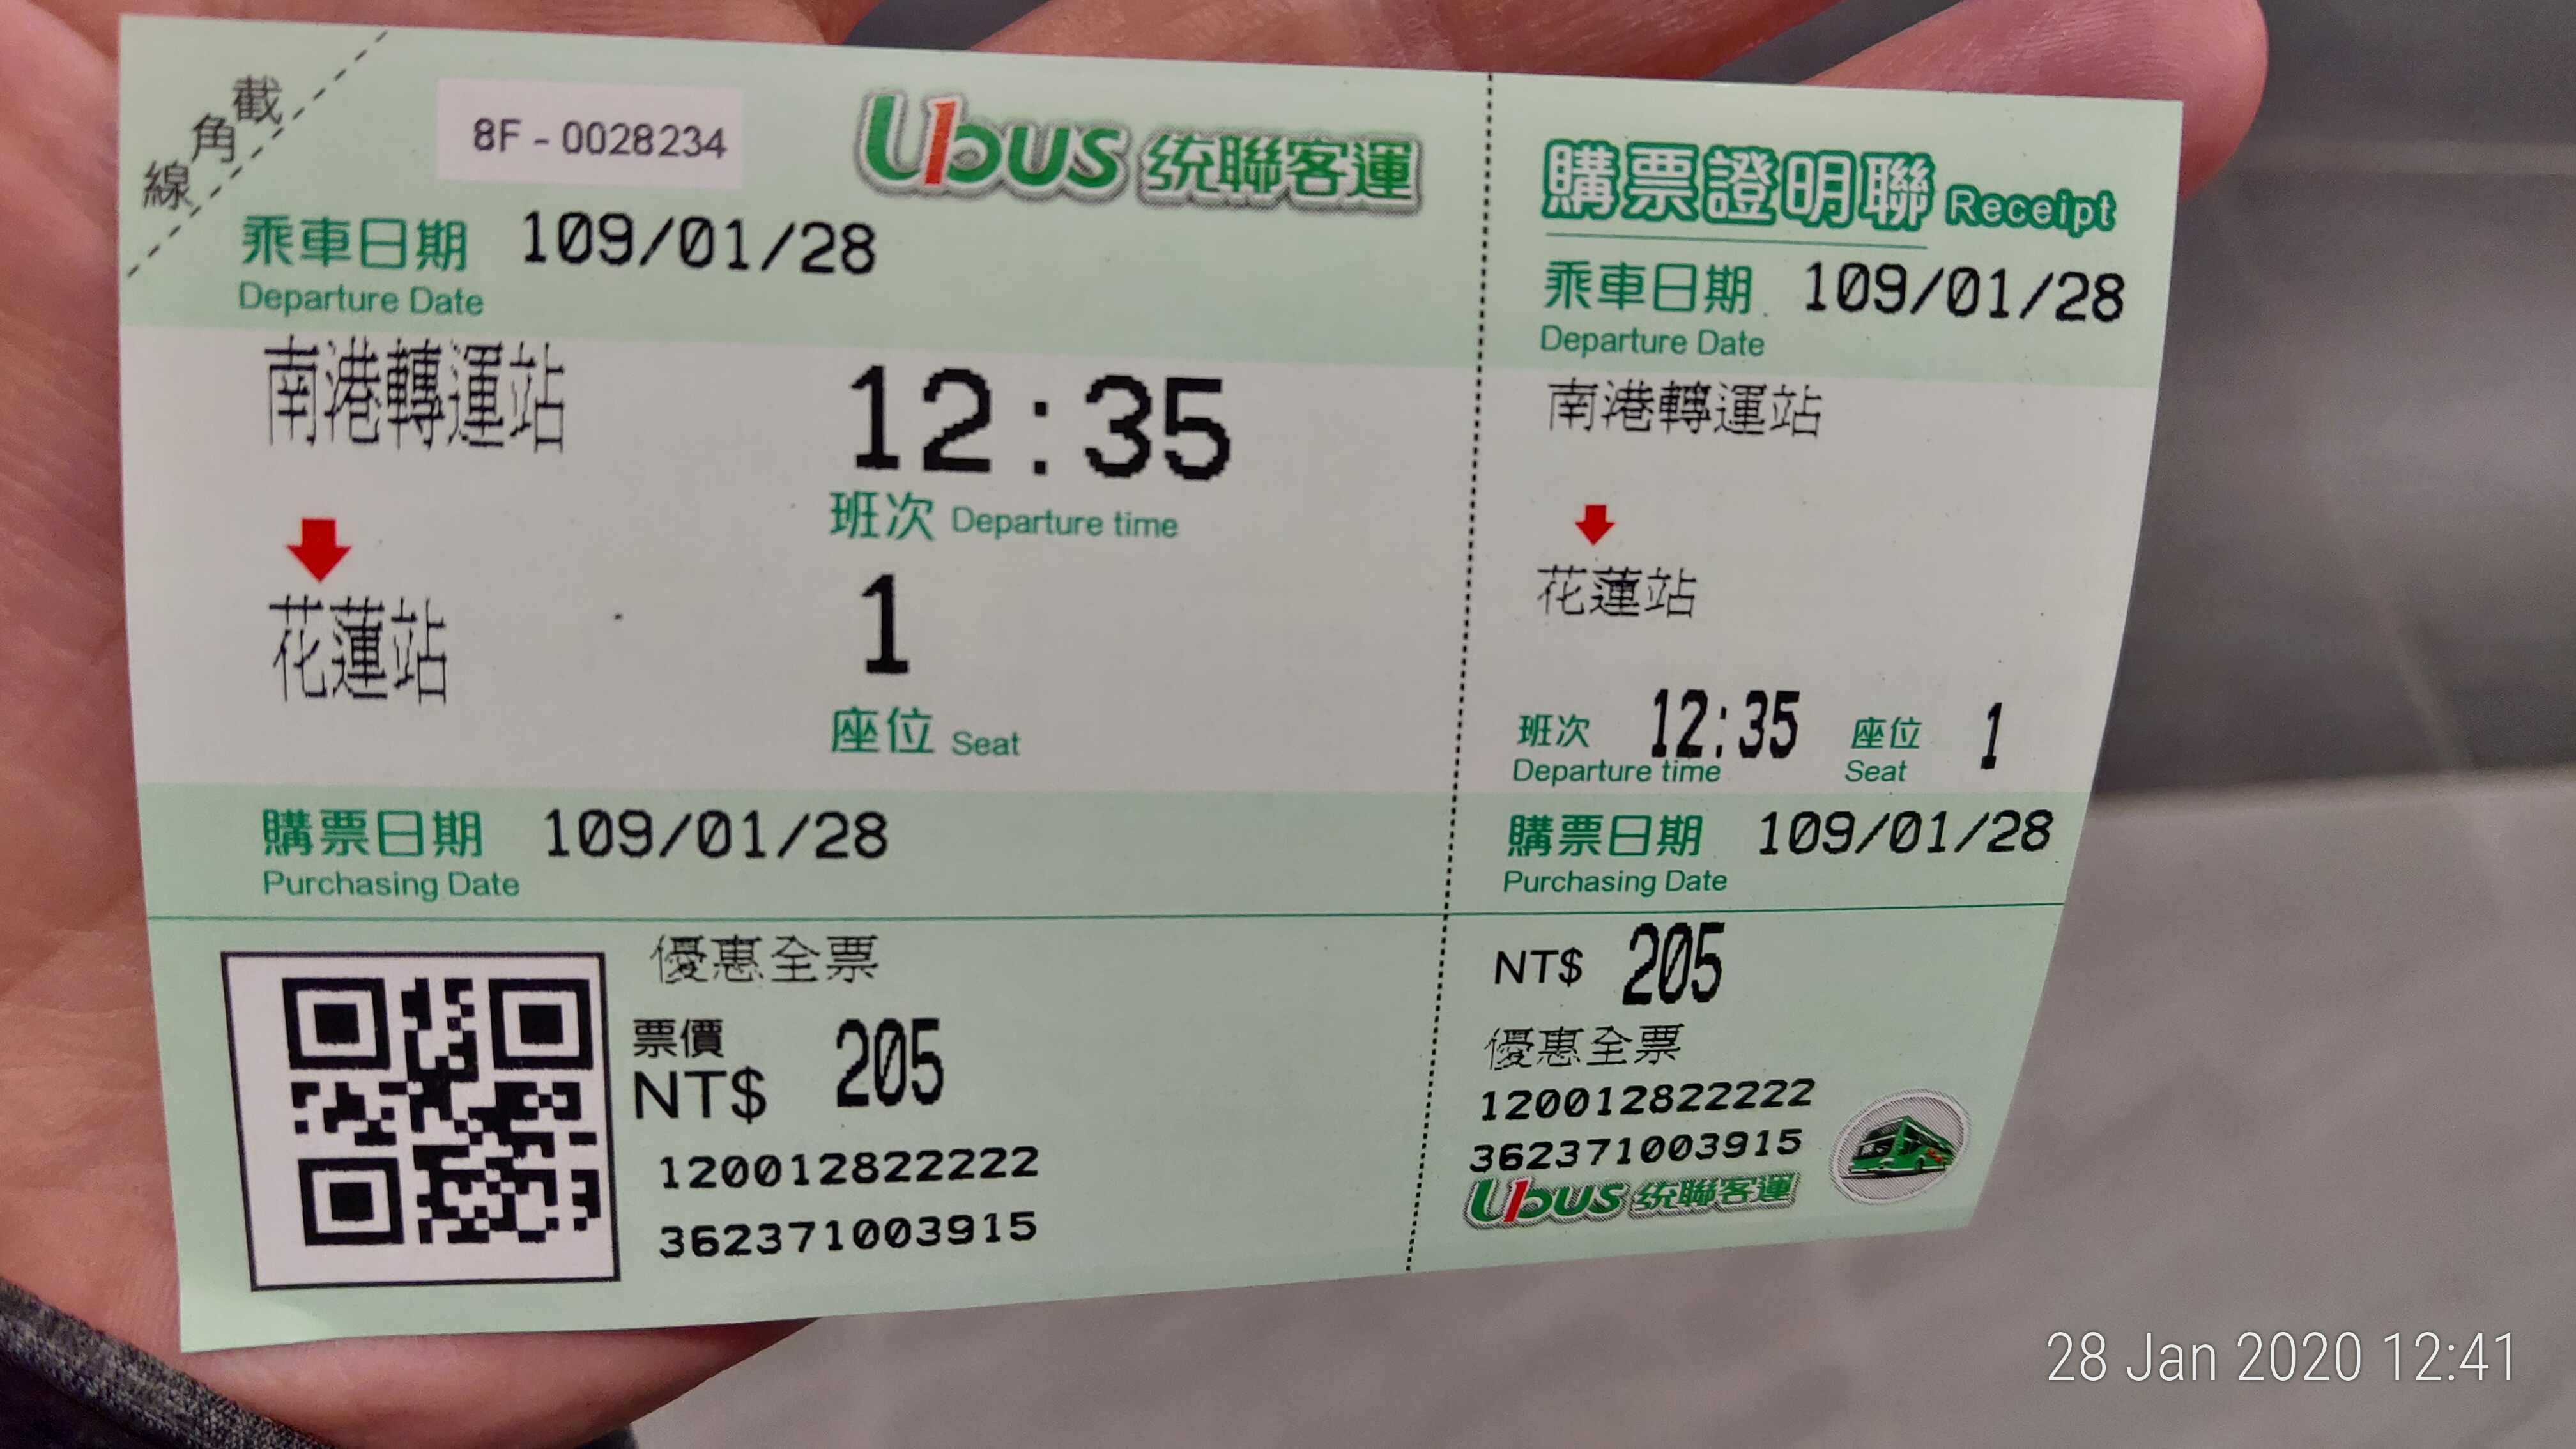 截角線
8F - 0028234
Ubus 統聯客運
乘車日期 109/01/28
Departure Date
南港轉運站
12:35
班次 Departure time
花蓮站
1
座位 Seat
購票日期 109/01/28
Purchasing Date
優惠全票
票價
NT$ 205
120012822222
362371003915
購票證明聯 Receipt
乘車日期 109/01/28
Departure Date
南港轉運站
花蓮站
班次 12:35 座位 1
Departure time Seat
購票日期 109/01/28
Purchasing Date
NT$ 205
優惠全票
120012822222
362371003915
Ubus 統聯客運
28 Jan 2020 12:41